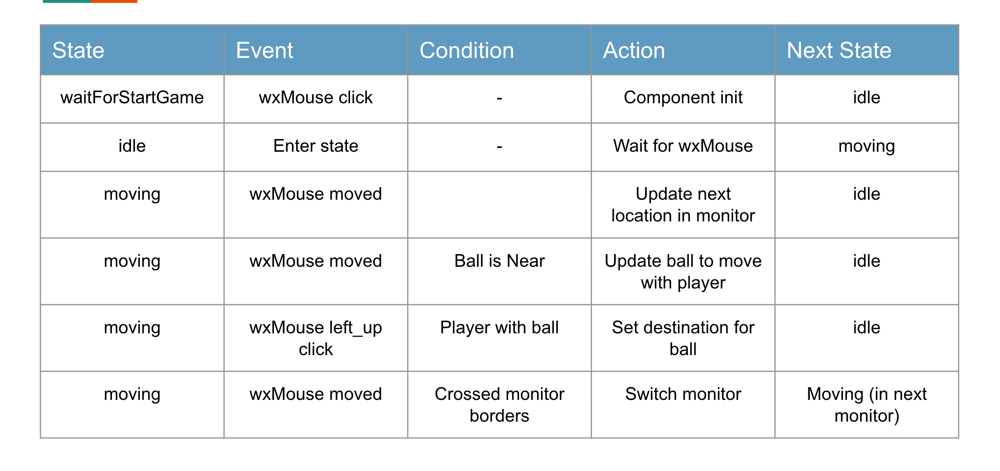 State Event Condition Action Next State
waitForStartGame wxMouse click - Component init idle
idle Enter state - Wait for wxMouse moving
moving wxMouse moved Update next idle
location in monitor
moving wxMouse moved Ball is Near Update ball to move idle
with player
moving wxMouse left_up Player with ball Set destination for idle
click ball
moving wxMouse moved Crossed monitor Switch monitor Moving (in next
borders monitor)